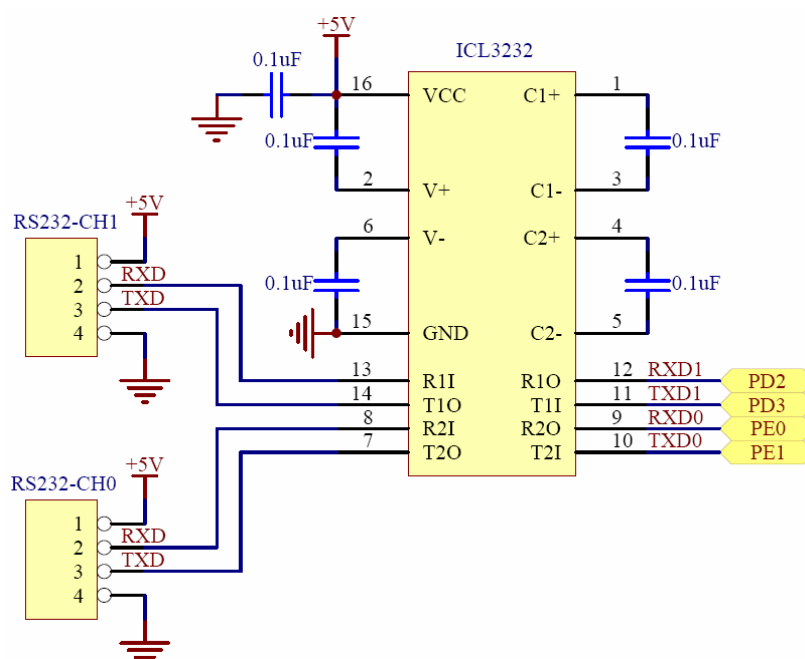 +5V
ICL3232
0.1uF
16
VCC
C1+
1
0.1uF
0.1uF
2
V+
C1-
3
+5V
RS232-CH1
6
V-
C2+
4
1
RXD
2
TXD
3
4
0.1uF
0.1uF
15
GND
C2-
5
13
R1I
R1O
12
RXD1
PD2
14
T1O
T1I
11
TXD1
PD3
8
R2I
R2O
9
RXD0
PE0
7
T2O
T2I
10
TXD0
PE1
+5V
RS232-CH0
1
RXD
2
TXD
3
4